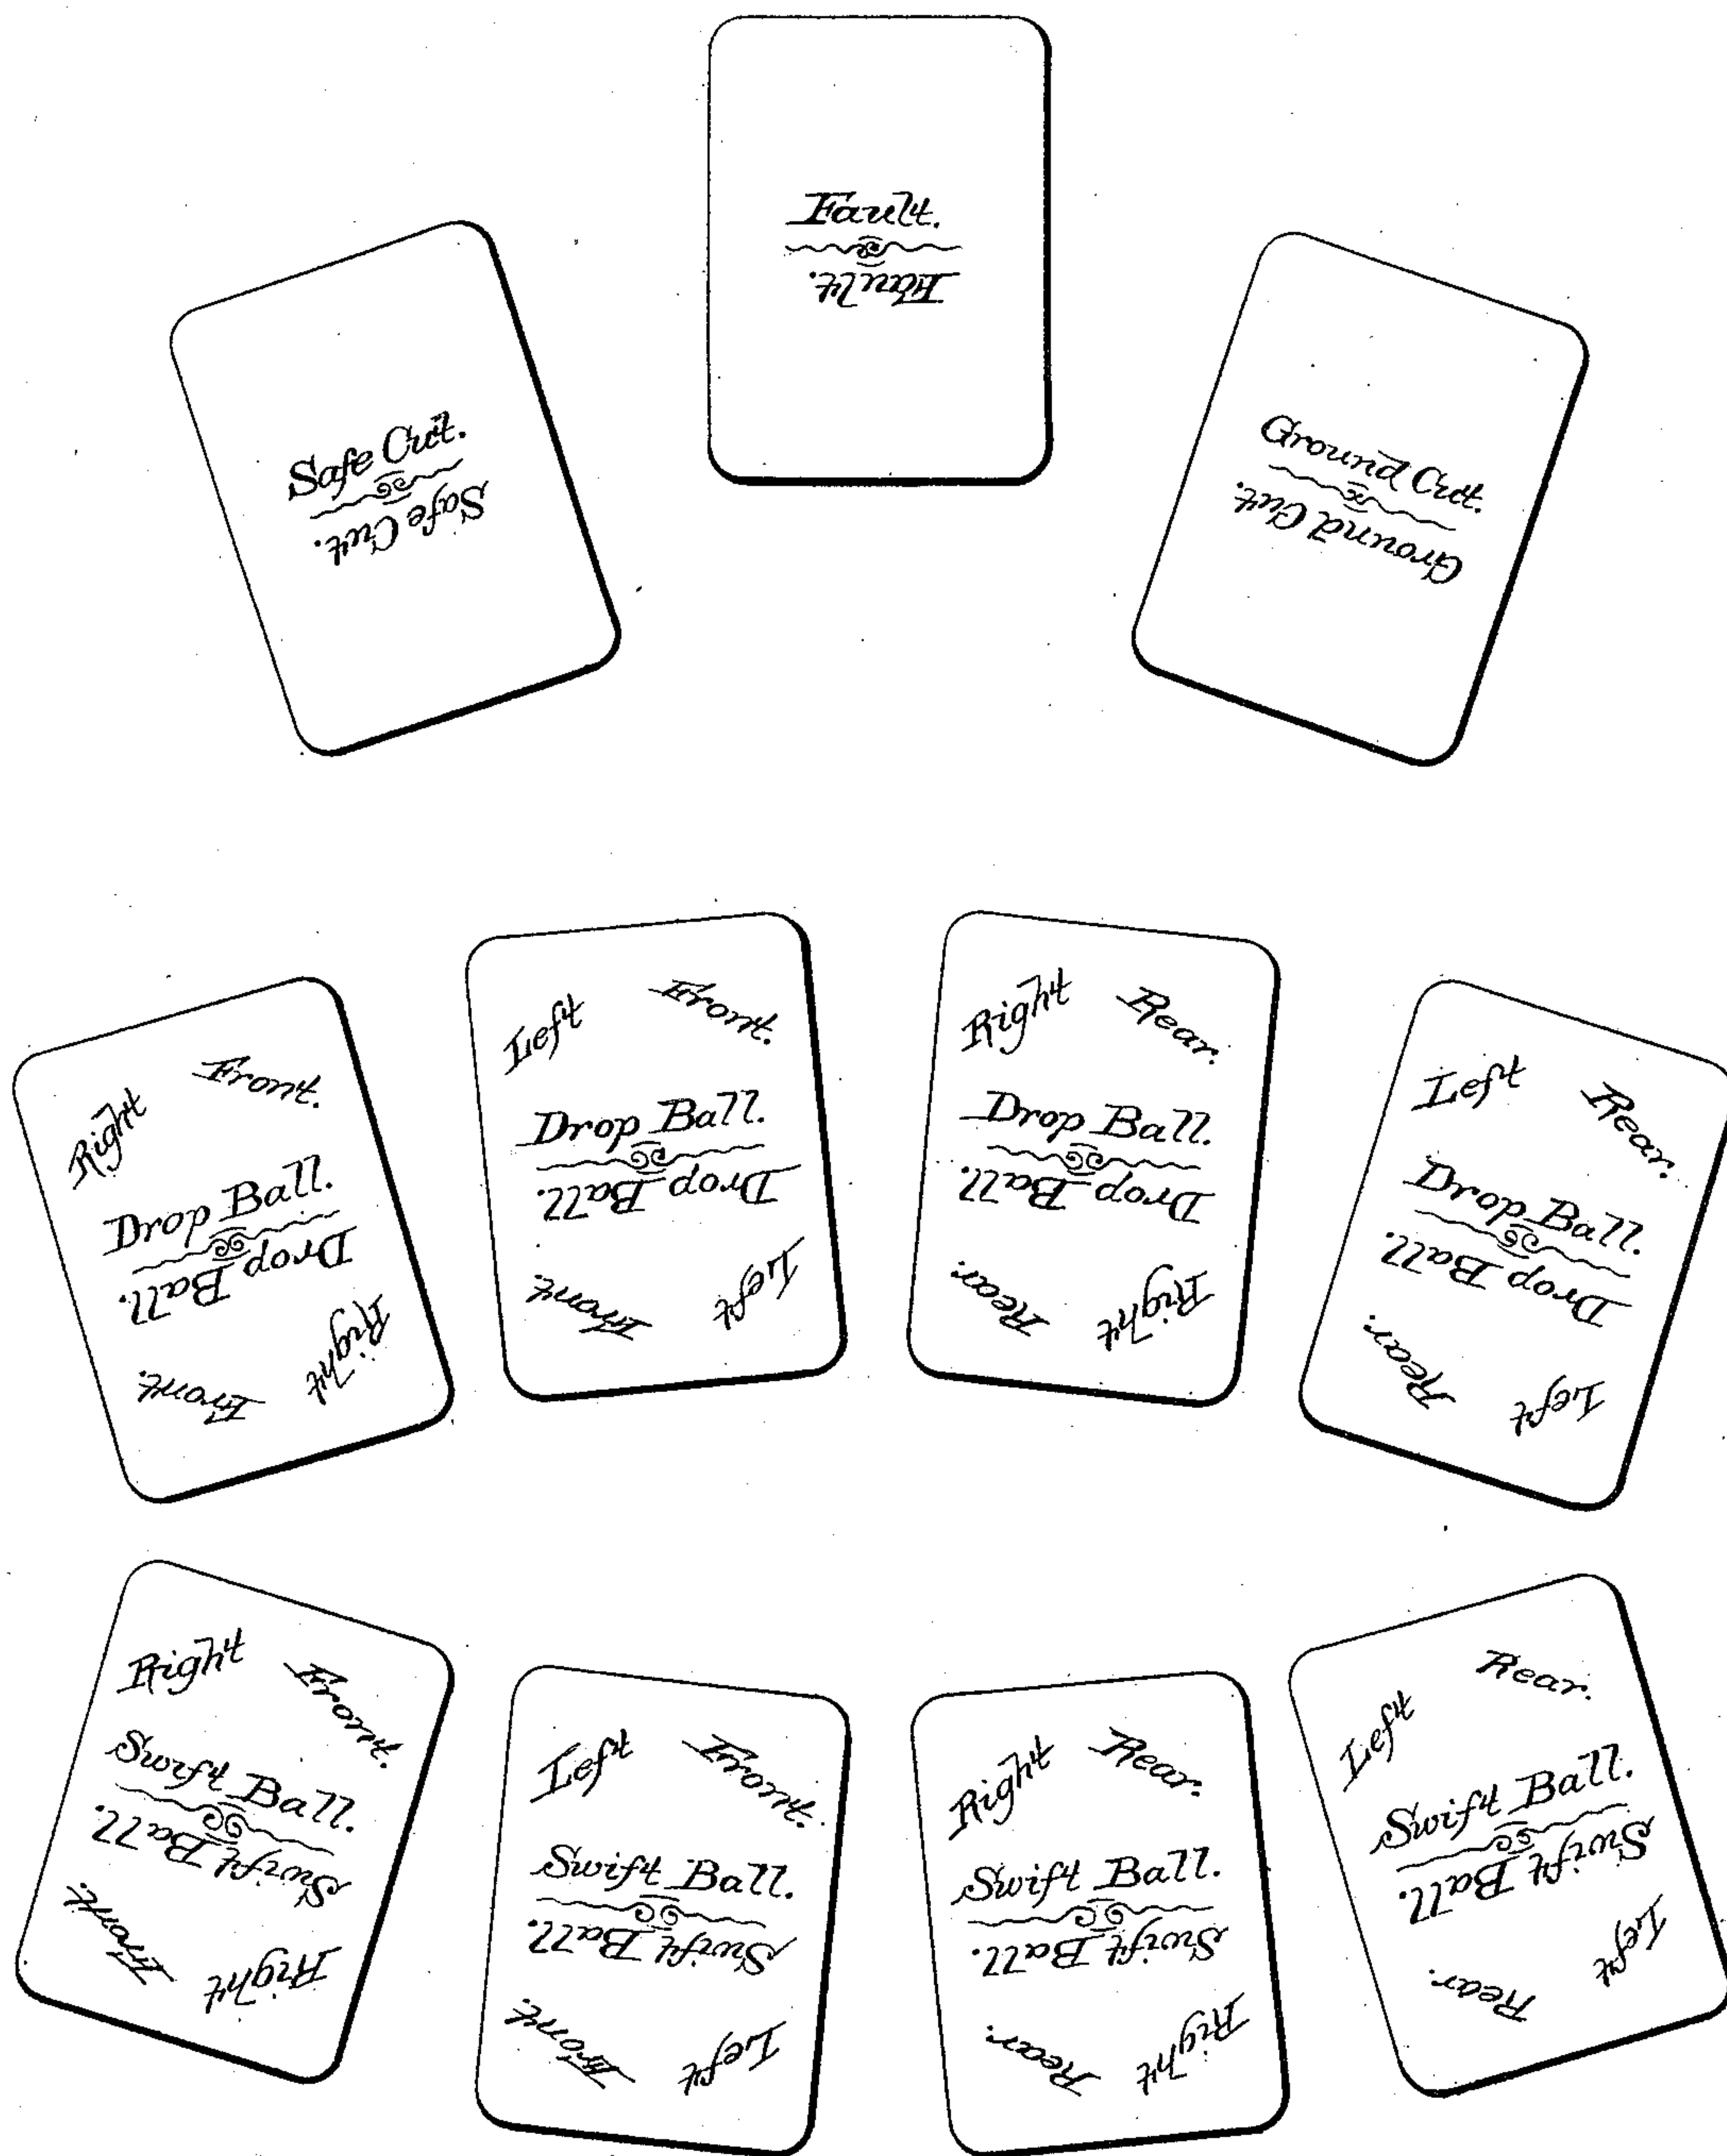 Fault.
Fault.
Safe Cut.
Safe Cut.
Ground Cut.
Ground Cut.
Right Front.
Drop Ball.
Drop Ball.
Right Front.
Left Front.
Drop Ball.
Drop Ball.
Left Front.
Right Rear.
Drop Ball.
Drop Ball.
Right Rear.
Left Rear.
Drop Ball.
Drop Ball.
Left Rear.
Right Front.
Swift Ball.
Swift Ball.
Right Front.
Left Front.
Swift Ball.
Swift Ball.
Left Front.
Right Rear.
Swift Ball.
Swift Ball.
Right Rear.
Left Rear.
Swift Ball.
Swift Ball.
Left Rear.